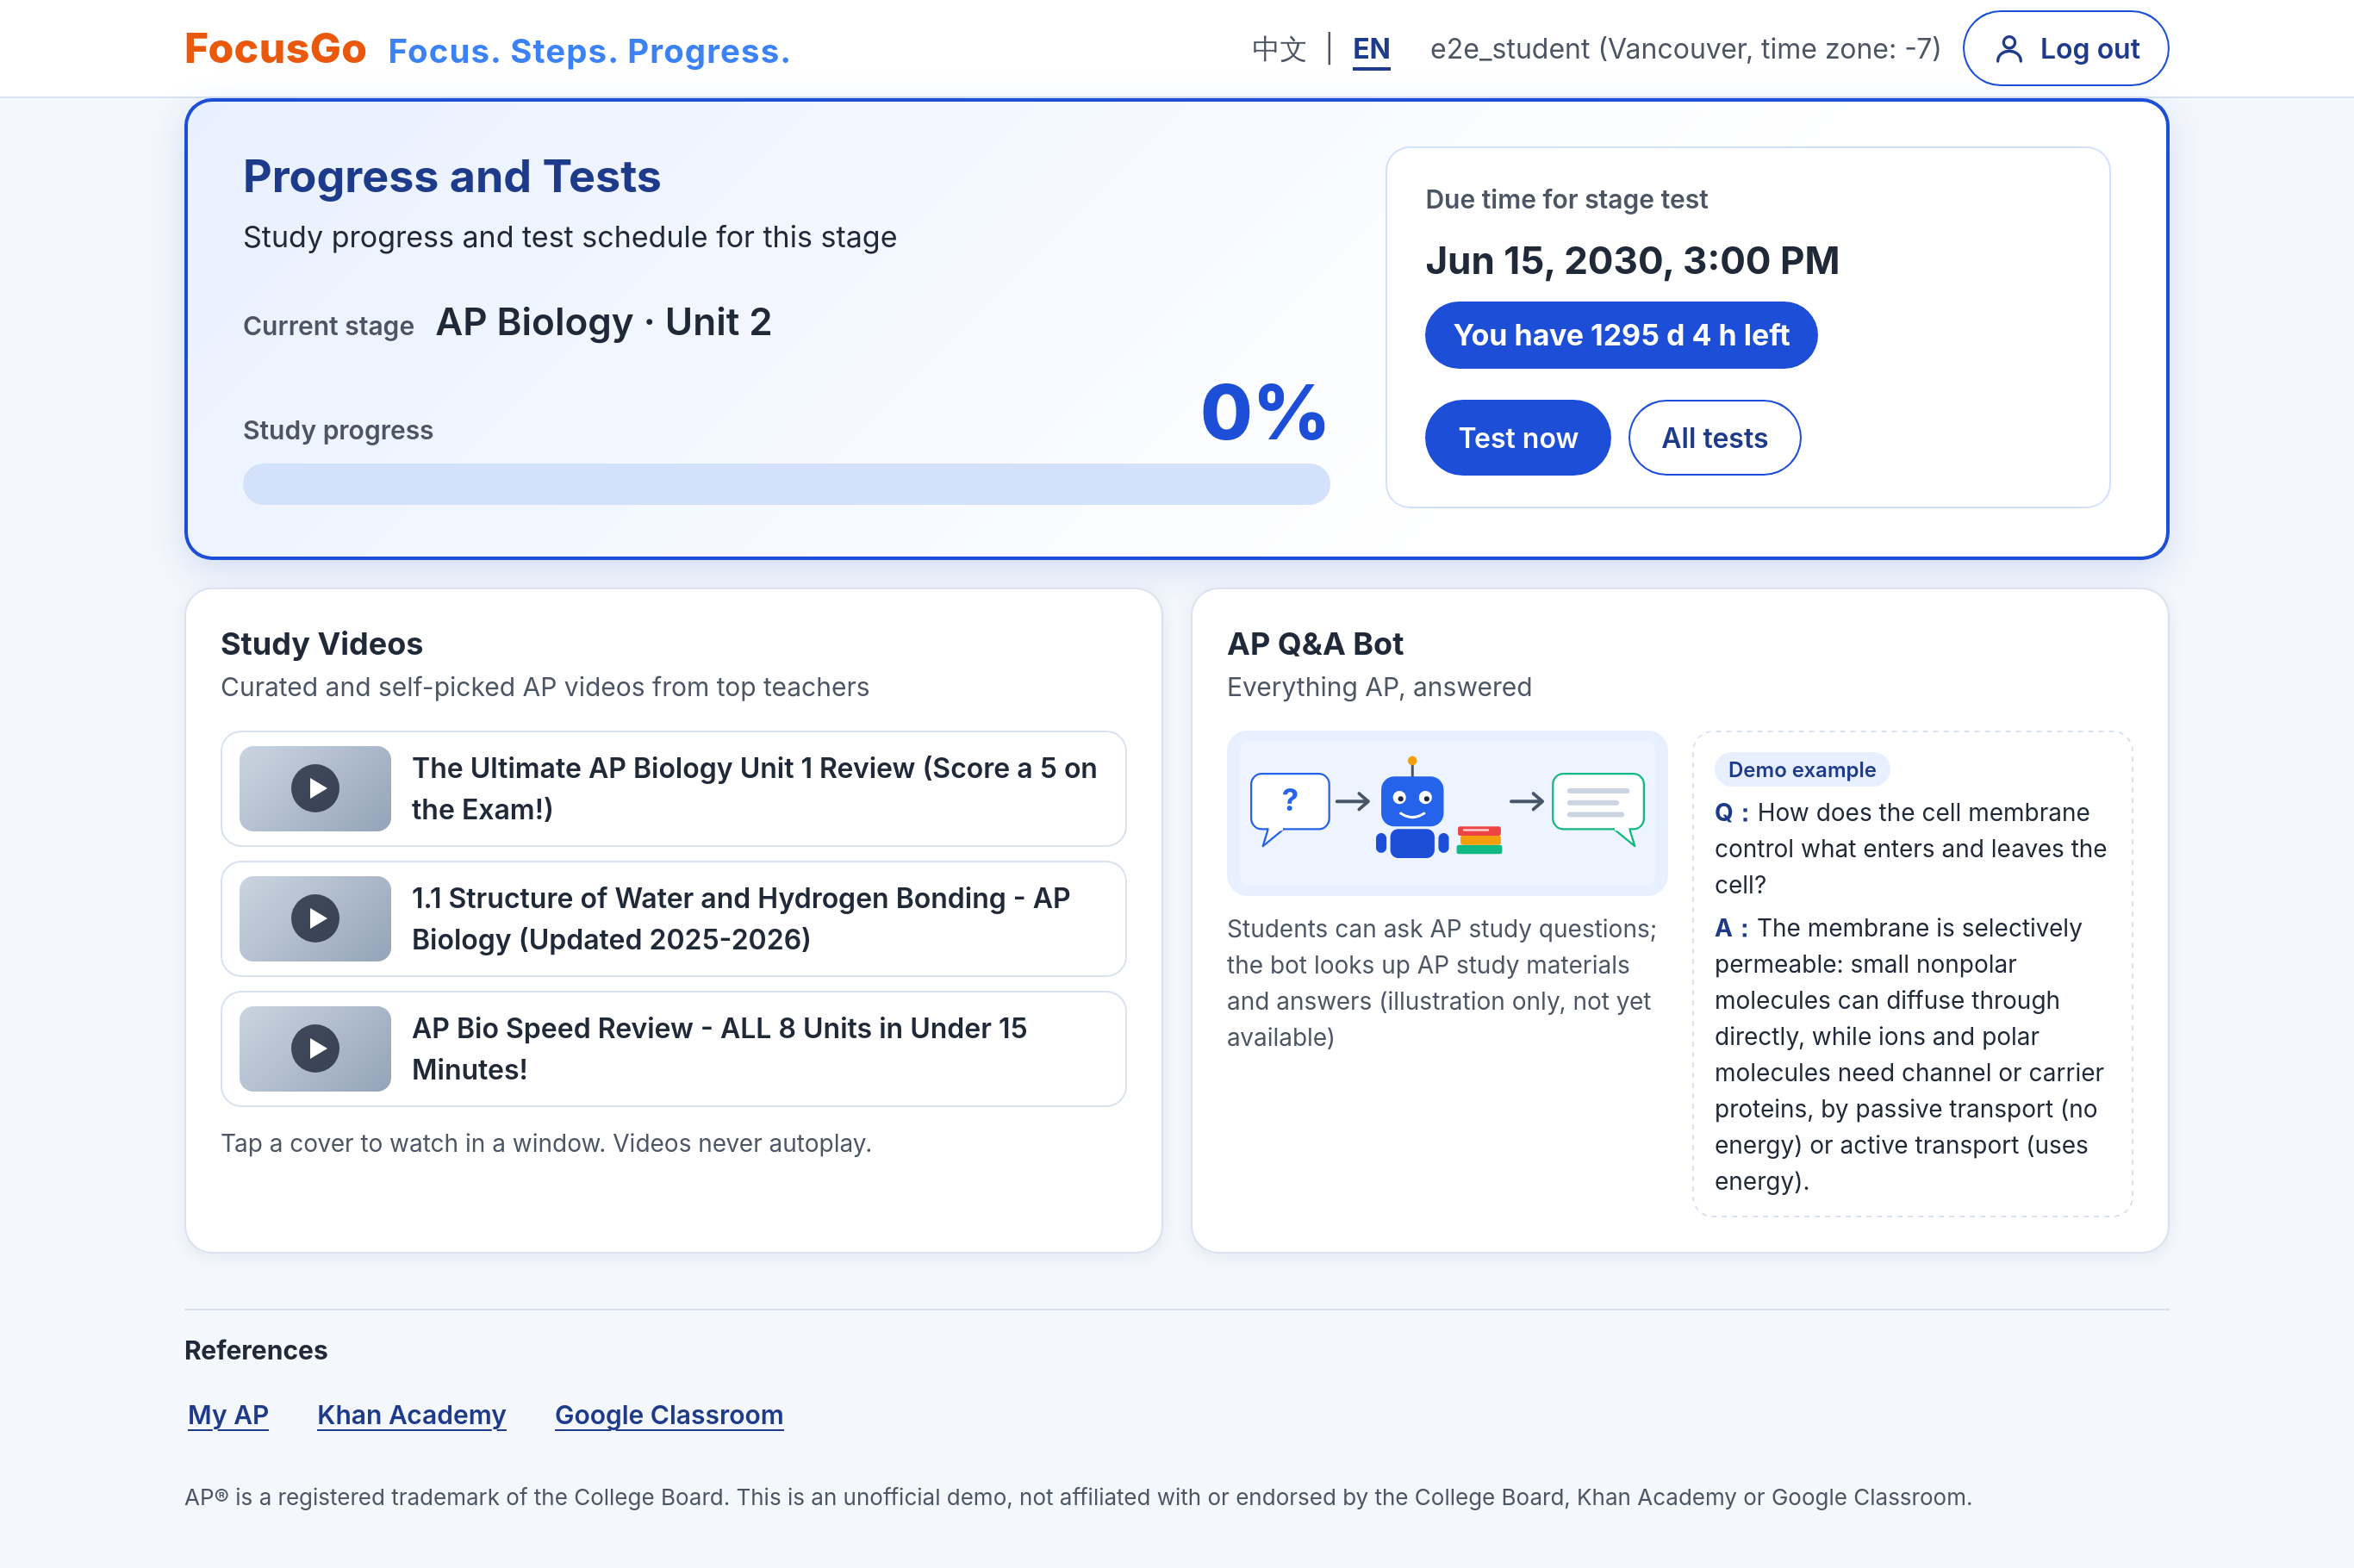 FocusGo Focus. Steps. Progress.
中文 | EN e2e_student (Vancouver, time zone: -7) Log out
Progress and Tests
Study progress and test schedule for this stage
Current stage AP Biology · Unit 2
Study progress 0%
Due time for stage test
Jun 15, 2030, 3:00 PM
You have 1295 d 4 h left
Test now All tests
Study Videos
Curated and self-picked AP videos from top teachers
The Ultimate AP Biology Unit 1 Review (Score a 5 on
the Exam!)
1.1 Structure of Water and Hydrogen Bonding - AP
Biology (Updated 2025-2026)
AP Bio Speed Review - ALL 8 Units in Under 15
Minutes!
Tap a cover to watch in a window. Videos never autoplay.
AP Q&A Bot
Everything AP, answered
?
Students can ask AP study questions;
the bot looks up AP study materials
and answers (illustration only, not yet
available)
Demo example
Q：How does the cell membrane
control what enters and leaves the
cell?
A：The membrane is selectively
permeable: small nonpolar
molecules can diffuse through
directly, while ions and polar
molecules need channel or carrier
proteins, by passive transport (no
energy) or active transport (uses
energy).
References
My AP Khan Academy Google Classroom
AP® is a registered trademark of the College Board. This is an unofficial demo, not affiliated with or endorsed by the College Board, Khan Academy or Google Classroom.